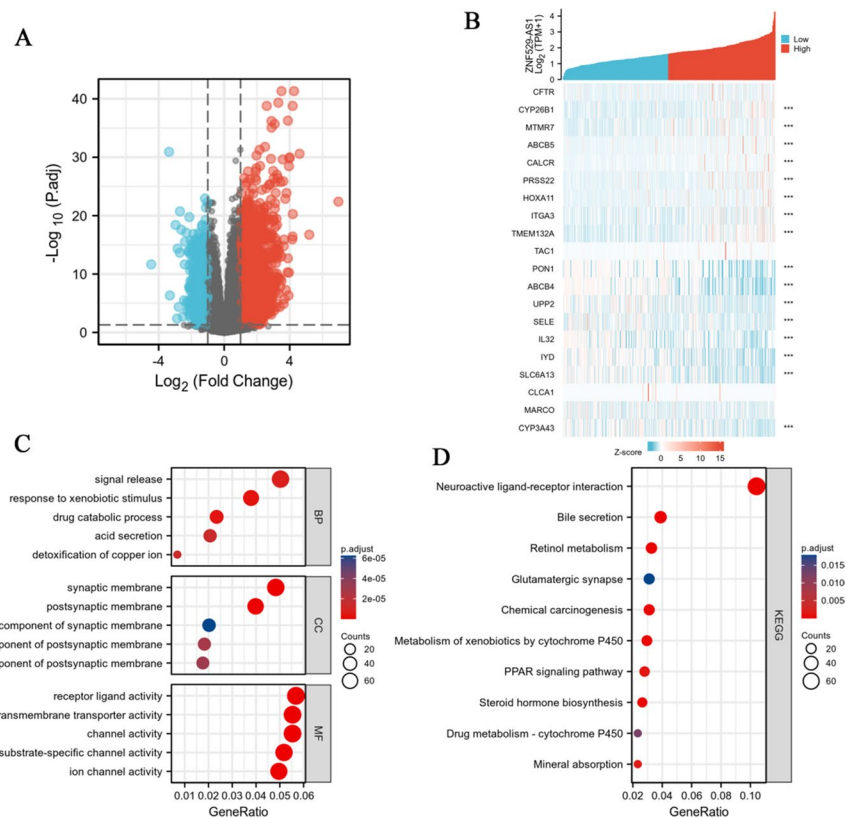 A
-Log 10 (P.adj)
40
30
20
10
0
-4
0
4
Log2 (Fold Change)
B
ZNF529-AS1
Log2 (TPM+1)
4
3
2
1
0
Low
High
CFTR
CYP26B1 ***
MTMR7 ***
ABCB5 ***
CALCR ***
PRSS22 ***
HOXA11 ***
ITGA3 ***
TMEM132A ***
TAC1
PON1 ***
ABCB4 ***
UPP2 ***
SELE ***
IL32 ***
IYD ***
SLC6A13 ***
CLCA1
MARCO
CYP3A43 ***
Z-score
0 5 10 15
C
signal release
response to xenobiotic stimulus
drug catabolic process
acid secretion
detoxification of copper ion
BP
synaptic membrane
postsynaptic membrane
component of synaptic membrane
ponent of postsynaptic membrane
ponent of postsynaptic membrane
CC
receptor ligand activity
transmembrane transporter activity
channel activity
substrate-specific channel activity
ion channel activity
MF
0.01 0.02 0.03 0.04 0.05 0.06
GeneRatio
p.adjust
6e-05
4e-05
2e-05
Counts
20
40
60
D
Neuroactive ligand-receptor interaction
Bile secretion
Retinol metabolism
Glutamatergic synapse
Chemical carcinogenesis
Metabolism of xenobiotics by cytochrome P450
PPAR signaling pathway
Steroid hormone biosynthesis
Drug metabolism - cytochrome P450
Mineral absorption
KEGG
0.02 0.04 0.06 0.08 0.10
GeneRatio
p.adjust
0.015
0.010
0.005
Counts
20
40
60